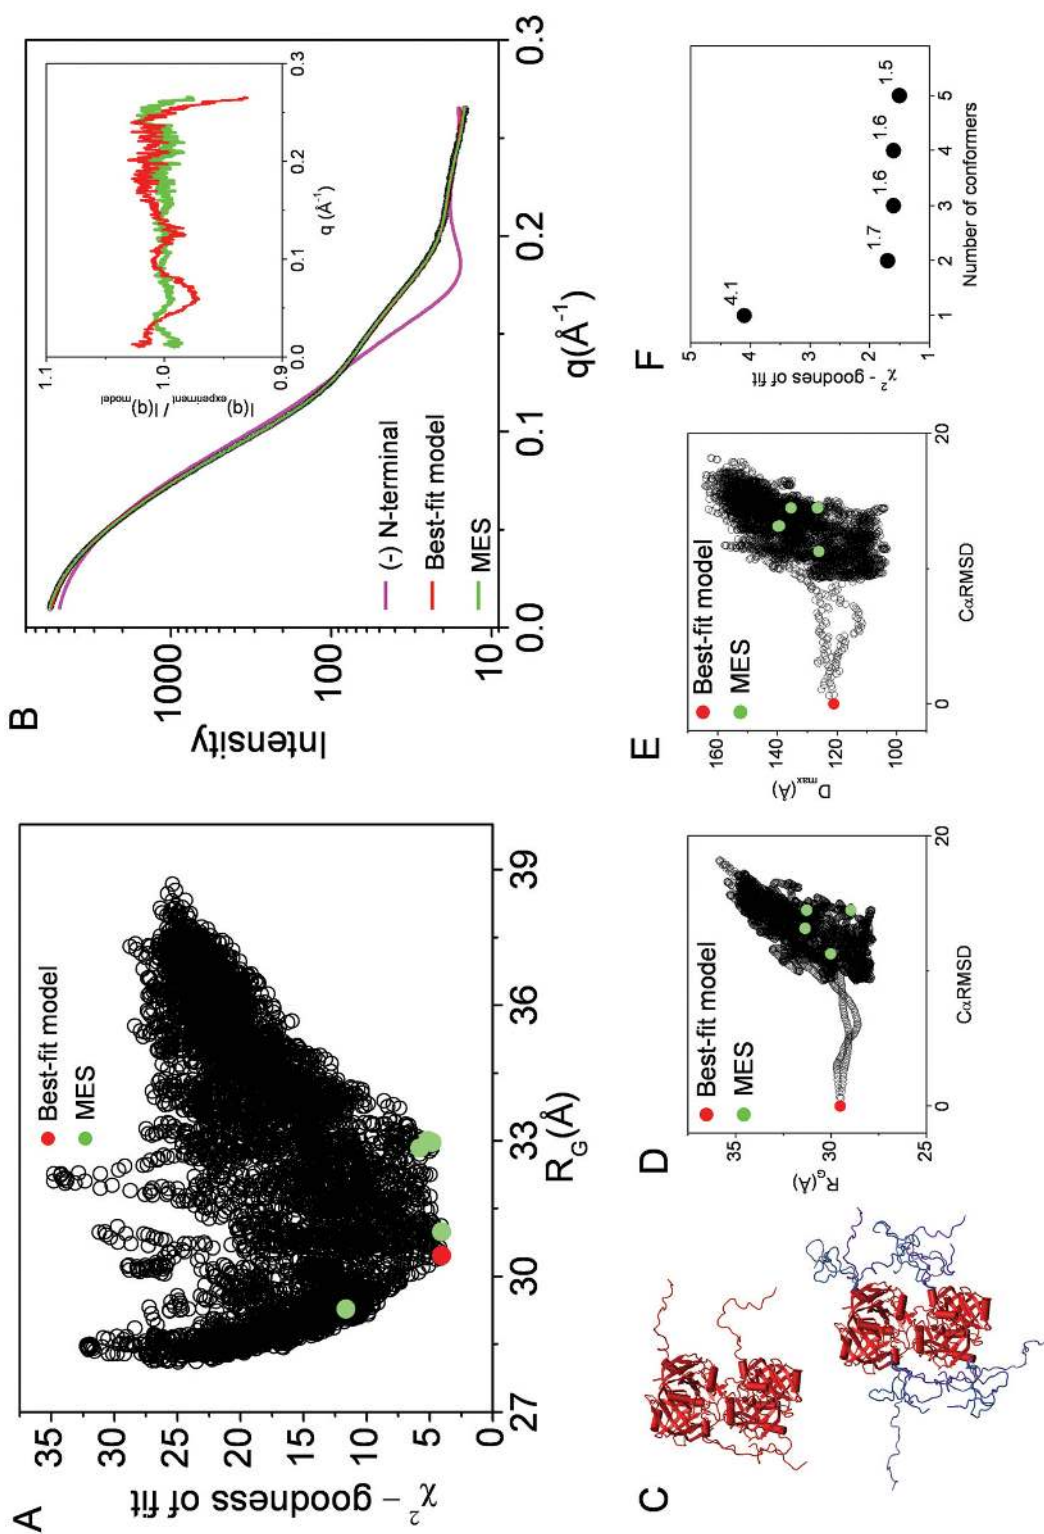 A
χ² – goodness of fit
35
30
25
20
15
10
5
0
27
30
33
36
39
R_G(Å)
Best-fit model
MES
B
Intensity
1000
100
10
0.0
0.1
0.2
0.3
q(Å⁻¹)
(-) N-terminal
Best-fit model
MES
I(q)experiment / I(q)model
1.1
1.0
0.9
0.0
0.1
0.2
0.3
q (Å⁻¹)
C
D
R_G(Å)
35
30
25
0
20
CαRMSD
Best-fit model
MES
E
D_max(Å)
160
140
120
100
0
20
CαRMSD
Best-fit model
MES
F
χ² - goodnes of fit
5
4
3
2
1
4.1
1.7
1.6
1.6
1.5
1
2
3
4
5
Number of conformers